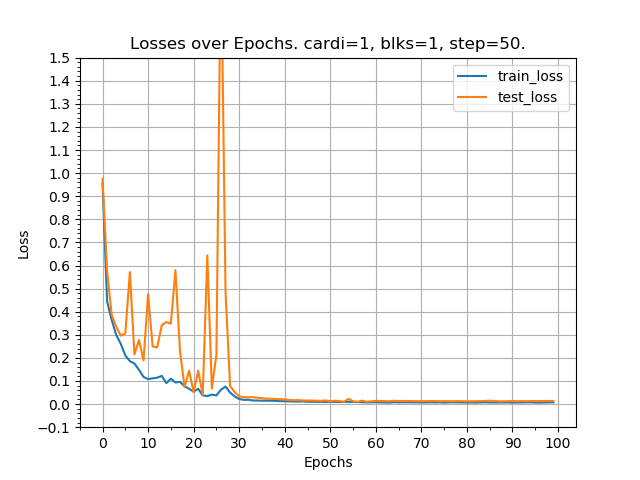 Losses over Epochs. cardi=1, blks=1, step=50.
train_loss
test_loss
1.5
1.4
1.3
1.2
1.1
1.0
0.9
0.8
0.7
0.6
0.5
0.4
0.3
0.2
0.1
0.0
−0.1
Loss
0 10 20 30 40 50 60 70 80 90 100
Epochs